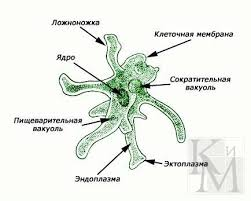 Ложноножка
Клеточная мембрана
Ядро
Сократительная
вакуоль
Пищеварительная
вакуоль
Эндоплазма
Эктоплазма
К и
М